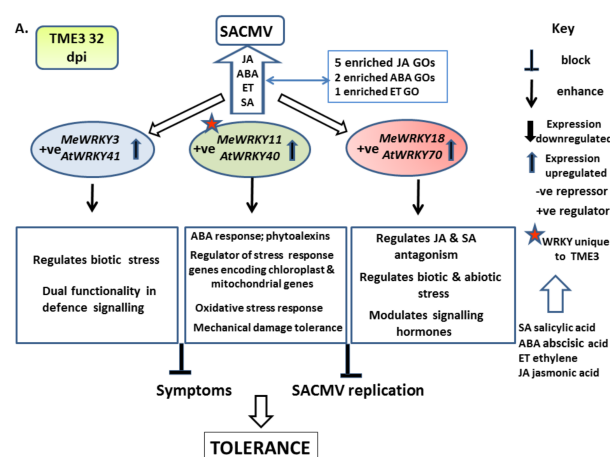 A.
TME3 32
dpi
SACMV
JA
ABA
ET
SA
5 enriched JA GOs
2 enriched ABA GOs
1 enriched ET GO
+ve
MeWRKY3
AtWRKY41
+ve
MeWRKY11
AtWRKY40
+ve
MeWRKY18
AtWRKY70
Regulates biotic stress
Dual functionality in
defence signalling
ABA response; phytoalexins
Regulator of stress response
genes encoding chloroplast &
mitochondrial genes
Oxidative stress response
Mechanical damage tolerance
Regulates JA & SA
antagonism
Regulates biotic & abiotic
stress
Modulates signalling
hormones
Symptoms
SACMV replication
TOLERANCE
Key
block
enhance
Expression
downregulated
Expression
upregulated
-ve repressor
+ve regulator
WRKY unique
to TME3
SA salicylic acid
ABA abscisic acid
ET ethylene
JA jasmonic acid